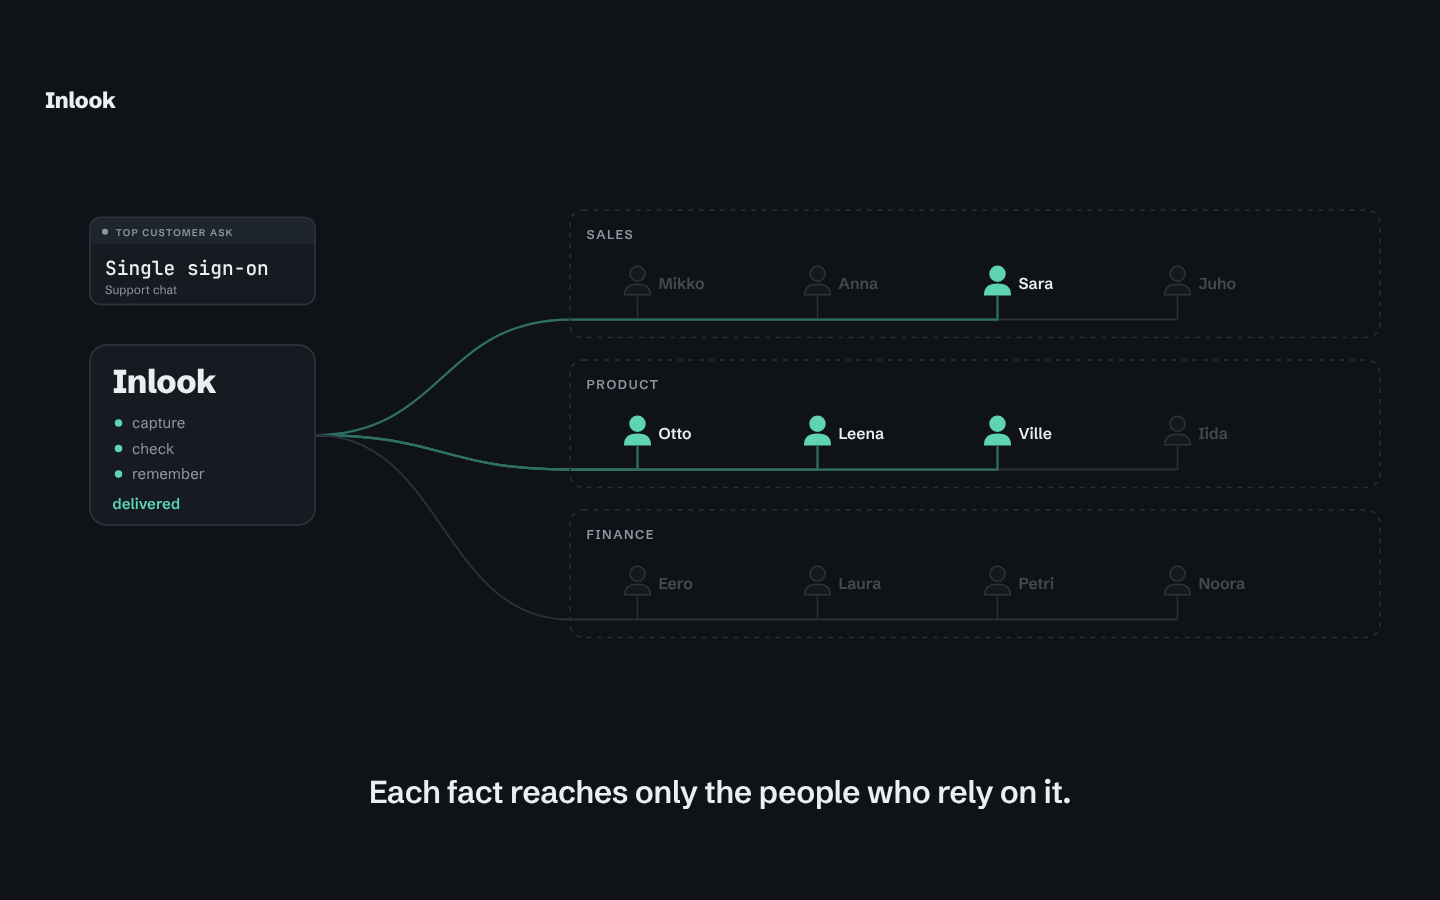 Inlook
TOP CUSTOMER ASK
Single sign-on
Support chat
Inlook
capture
check
remember
delivered
SALES
Mikko
Anna
Sara
Juho
PRODUCT
Otto
Leena
Ville
Iida
FINANCE
Eero
Laura
Petri
Noora
Each fact reaches only the people who rely on it.